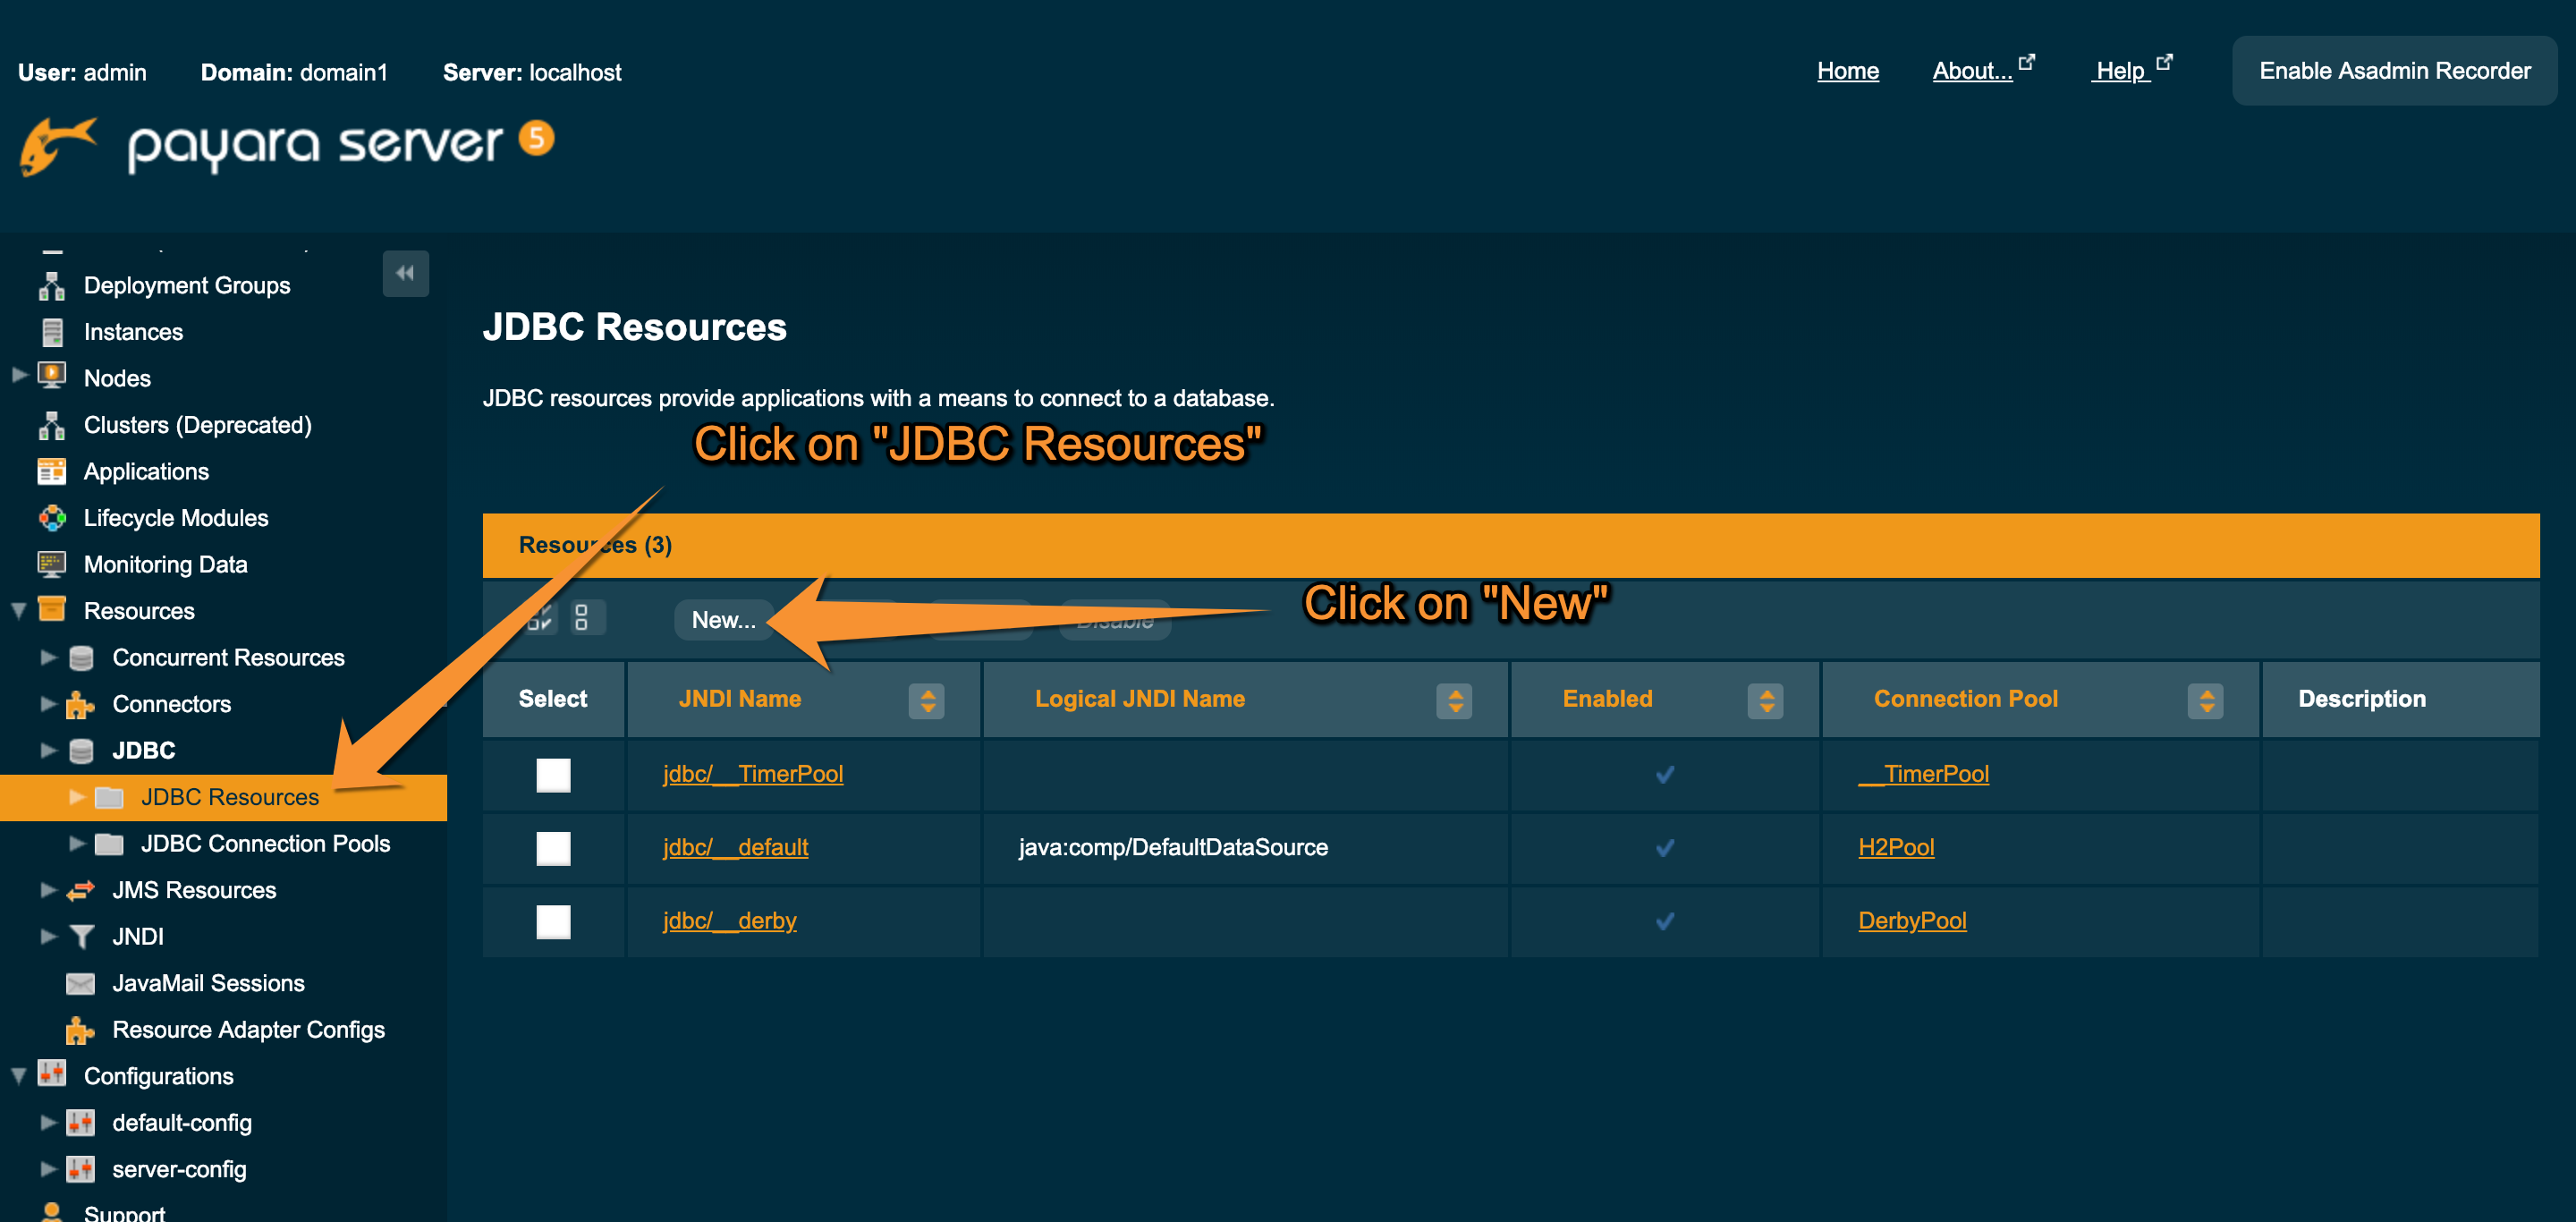 User: admin Domain: domain1 Server: localhost Home About... Help Enable Asadmin Recorder
payara server 5
Deployment Groups
Instances
Nodes
Clusters (Deprecated)
Applications
Lifecycle Modules
Monitoring Data
Resources
Concurrent Resources
Connectors
JDBC
JDBC Resources
JDBC Connection Pools
JMS Resources
JNDI
JavaMail Sessions
Resource Adapter Configs
Configurations
default-config
server-config
Support
JDBC Resources
JDBC resources provide applications with a means to connect to a database.
Click on "JDBC Resources"
Resources (3)
New... Disable
Click on "New"
Select JNDI Name Logical JNDI Name Enabled Connection Pool Description
jdbc/__TimerPool __TimerPool
jdbc/__default java:comp/DefaultDataSource H2Pool
jdbc/__derby DerbyPool